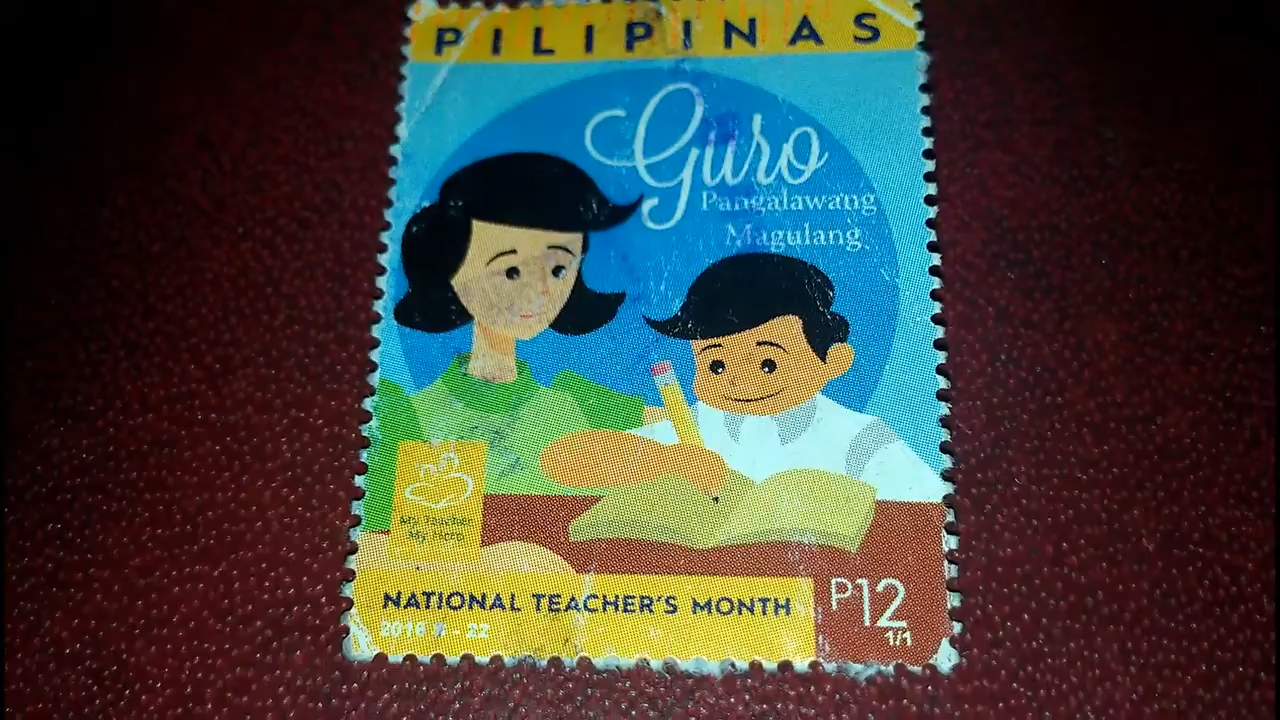 PILIPINAS
Guro
Pangalawang
Magulang
My Teacher
My Hero
NATIONAL TEACHER'S MONTH
P12
1/1